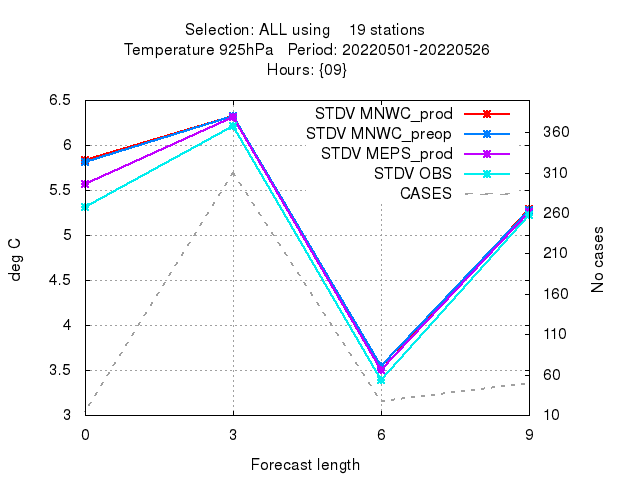 Selection: ALL using 19 stations
Temperature 925hPa Period: 20220501-20220526
Hours: {09}
STDV MNWC_prod
STDV MNWC_preop
STDV MEPS_prod
STDV OBS
CASES
6.5
6
5.5
5
4.5
4
3.5
3
deg C
360
310
260
210
160
110
60
10
No cases
0 3 6 9
Forecast length